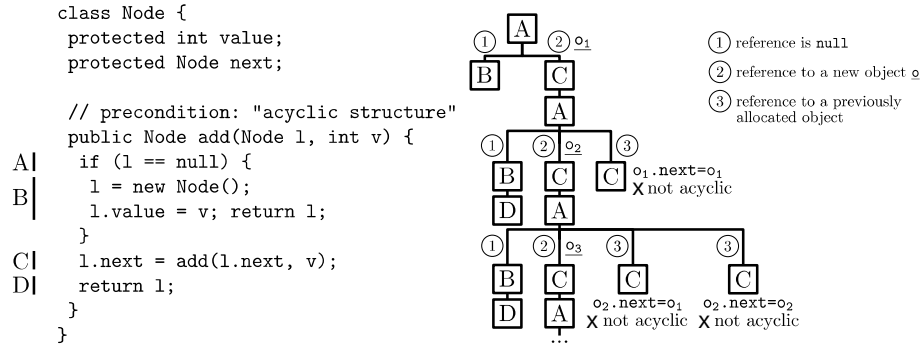 class Node {
protected int value;
protected Node next;
// precondition: "acyclic structure"
public Node add(Node l, int v) {
A if (l == null) {
B l = new Node();
l.value = v; return l;
}
C l.next = add(l.next, v);
D return l;
}
}
A
1 2 o1
B C
A
1 2 o2 3
B C C o1.next=o1
X not acyclic
D A
1 2 o3 3 3
B C C C
o2.next=o1 o2.next=o2
D A X not acyclic X not acyclic
...
1 reference is null
2 reference to a new object o
3 reference to a previously
allocated object